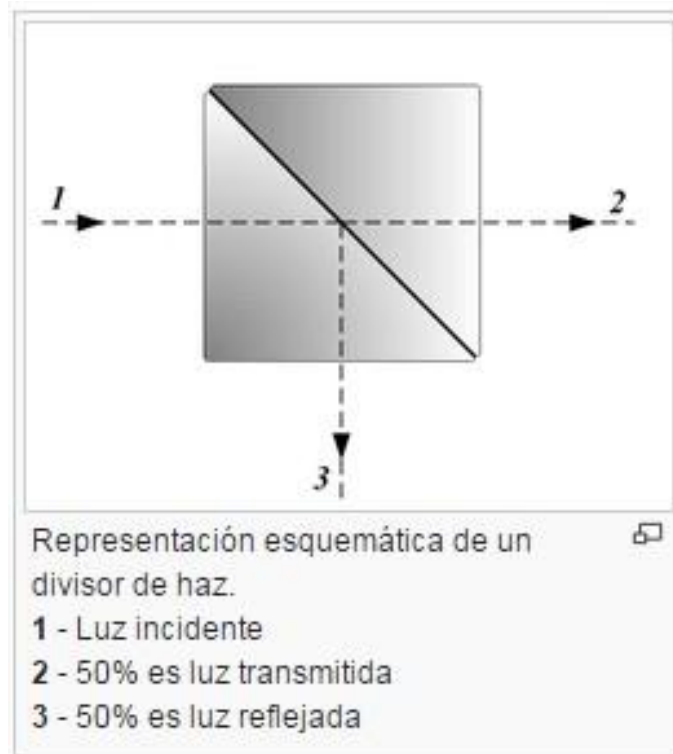 1
2
3
Representación esquemática de un
divisor de haz.
1 - Luz incidente
2 - 50% es luz transmitida
3 - 50% es luz reflejada